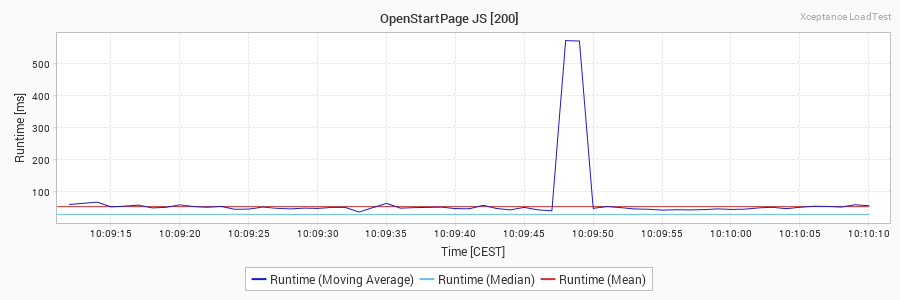 OpenStartPage JS [200]
Xceptance LoadTest
Runtime [ms]
500
400
300
200
100
10:09:15 10:09:20 10:09:25 10:09:30 10:09:35 10:09:40 10:09:45 10:09:50 10:09:55 10:10:00 10:10:05 10:10:10
Time [CEST]
Runtime (Moving Average) Runtime (Median) Runtime (Mean)